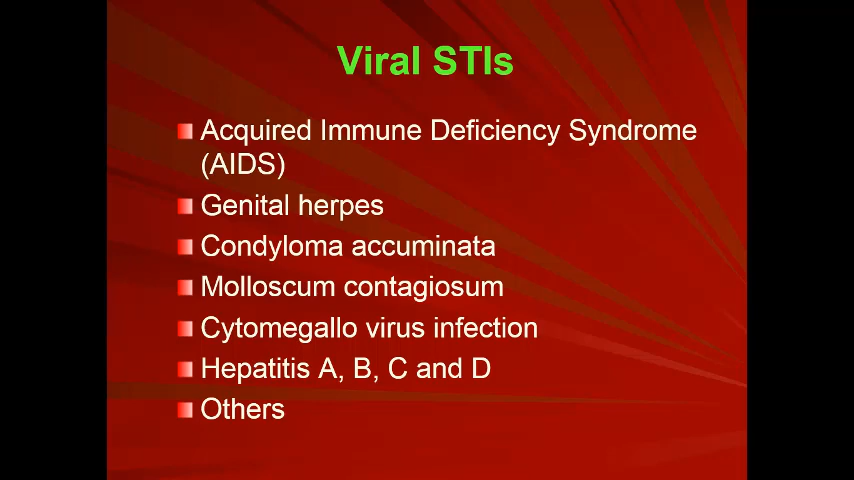 Viral STIs
Acquired Immune Deficiency Syndrome
(AIDS)
Genital herpes
Condyloma accuminata
Molloscum contagiosum
Cytomegallo virus infection
Hepatitis A, B, C and D
Others